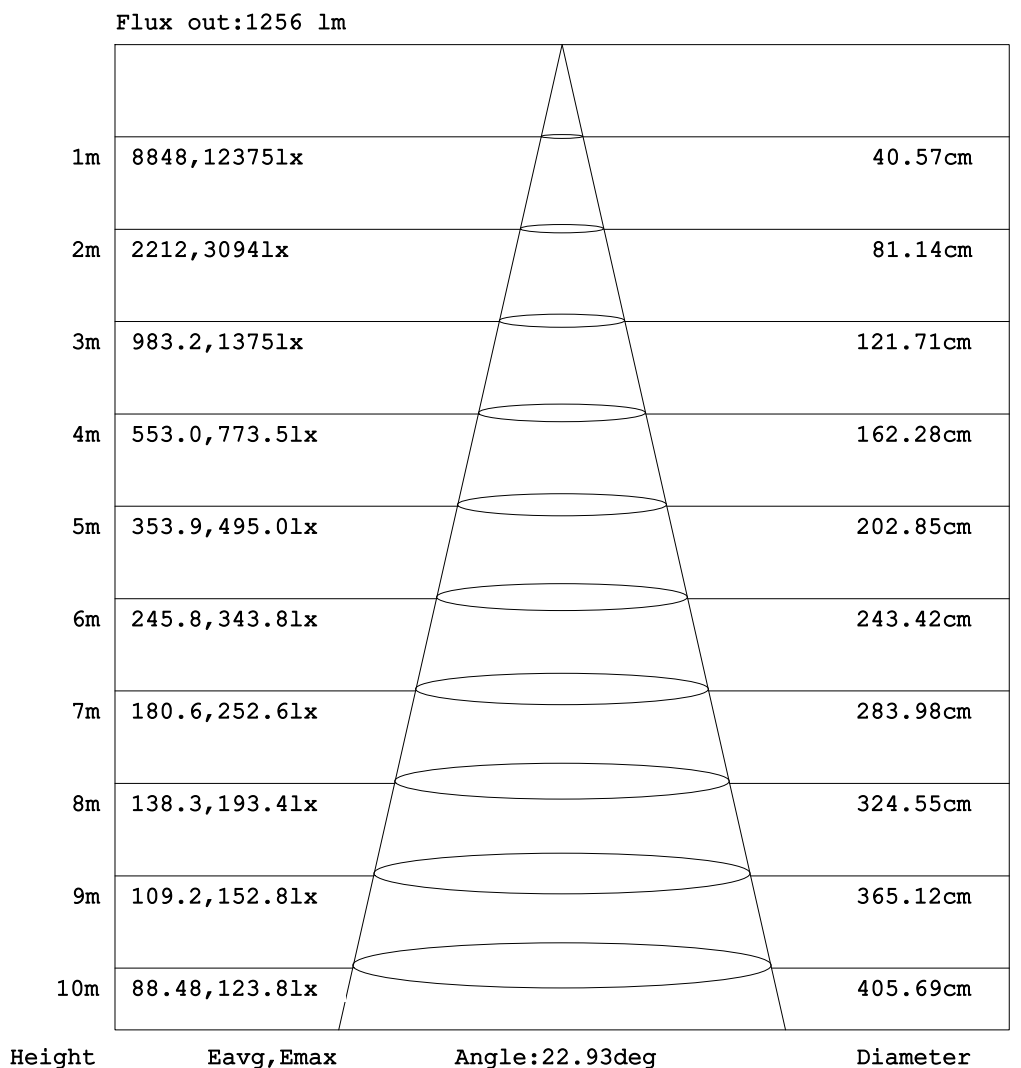 Flux out:1256 lm
1m 8848,12375lx 40.57cm
2m 2212,3094lx 81.14cm
3m 983.2,1375lx 121.71cm
4m 553.0,773.5lx 162.28cm
5m 353.9,495.0lx 202.85cm
6m 245.8,343.8lx 243.42cm
7m 180.6,252.6lx 283.98cm
8m 138.3,193.4lx 324.55cm
9m 109.2,152.8lx 365.12cm
10m 88.48,123.8lx 405.69cm
Height Eavg,Emax Angle:22.93deg Diameter